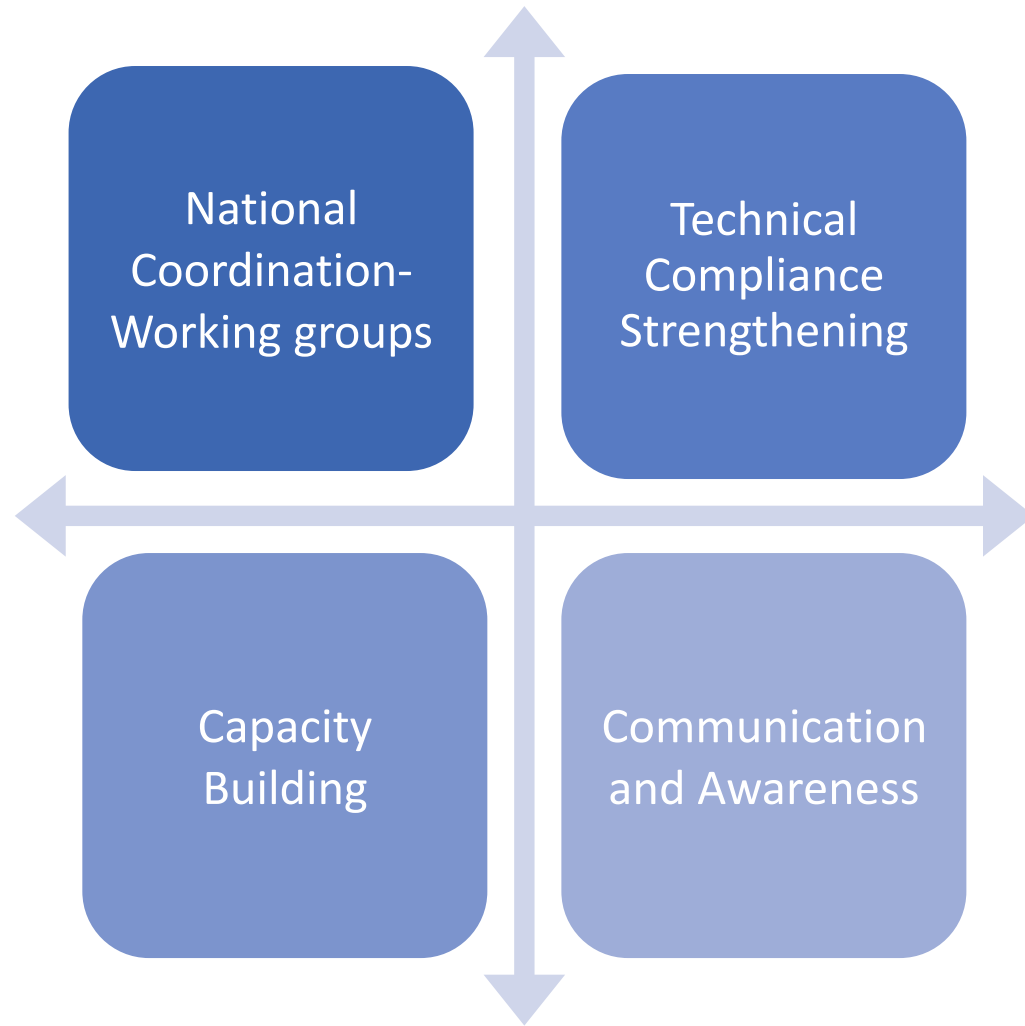 National
Coordination-
Working groups
Technical
Compliance
Strengthening
Capacity
Building
Communication
and Awareness